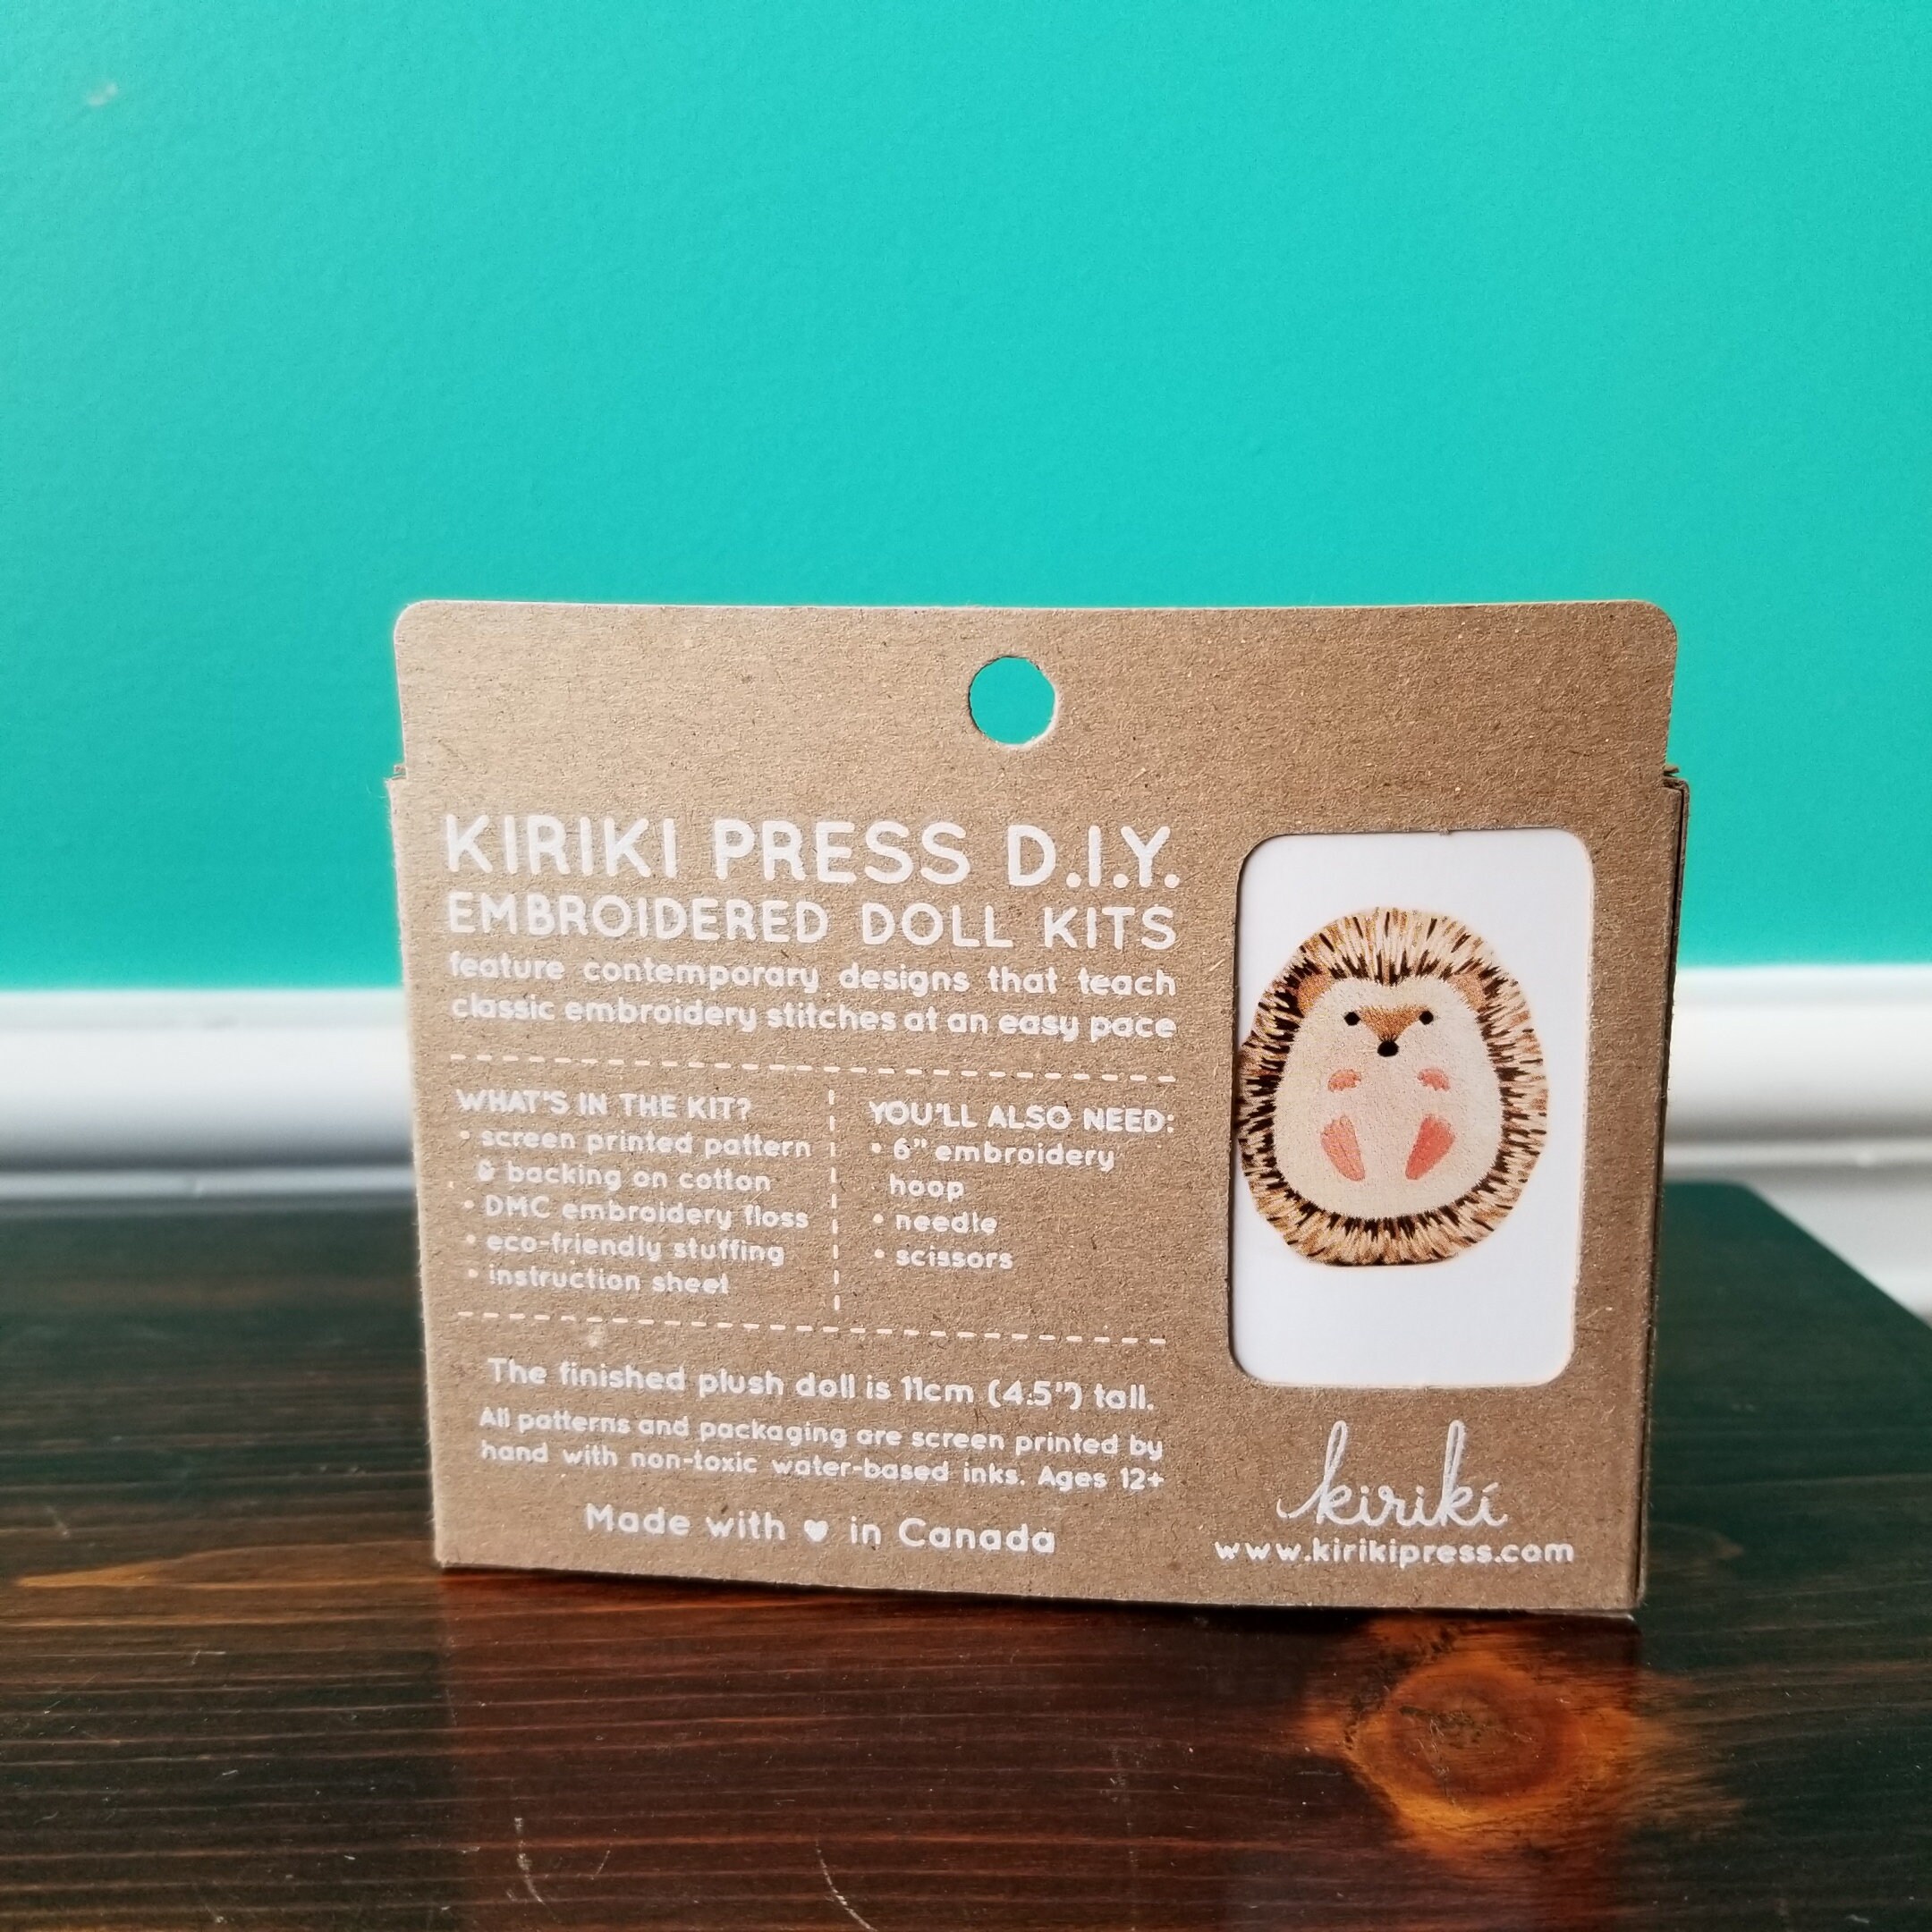 KIRIKI PRESS D.I.Y.
EMBROIDERED DOLL KITS
feature contemporary designs that teach
classic embroidery stitches at an easy pace
WHAT'S IN THE KIT?
• screen printed pattern
& backing on cotton
• DMC embroidery floss
• eco-friendly stuffing
• instruction sheet
YOU'LL ALSO NEED:
• 6" embroidery
hoop
• needle
• scissors
The finished plush doll is 11cm (4.5") tall.
All patterns and packaging are screen printed by
hand with non-toxic water-based inks. Ages 12+
Made with ♥ in Canada
kiriki
www.kirikipress.com